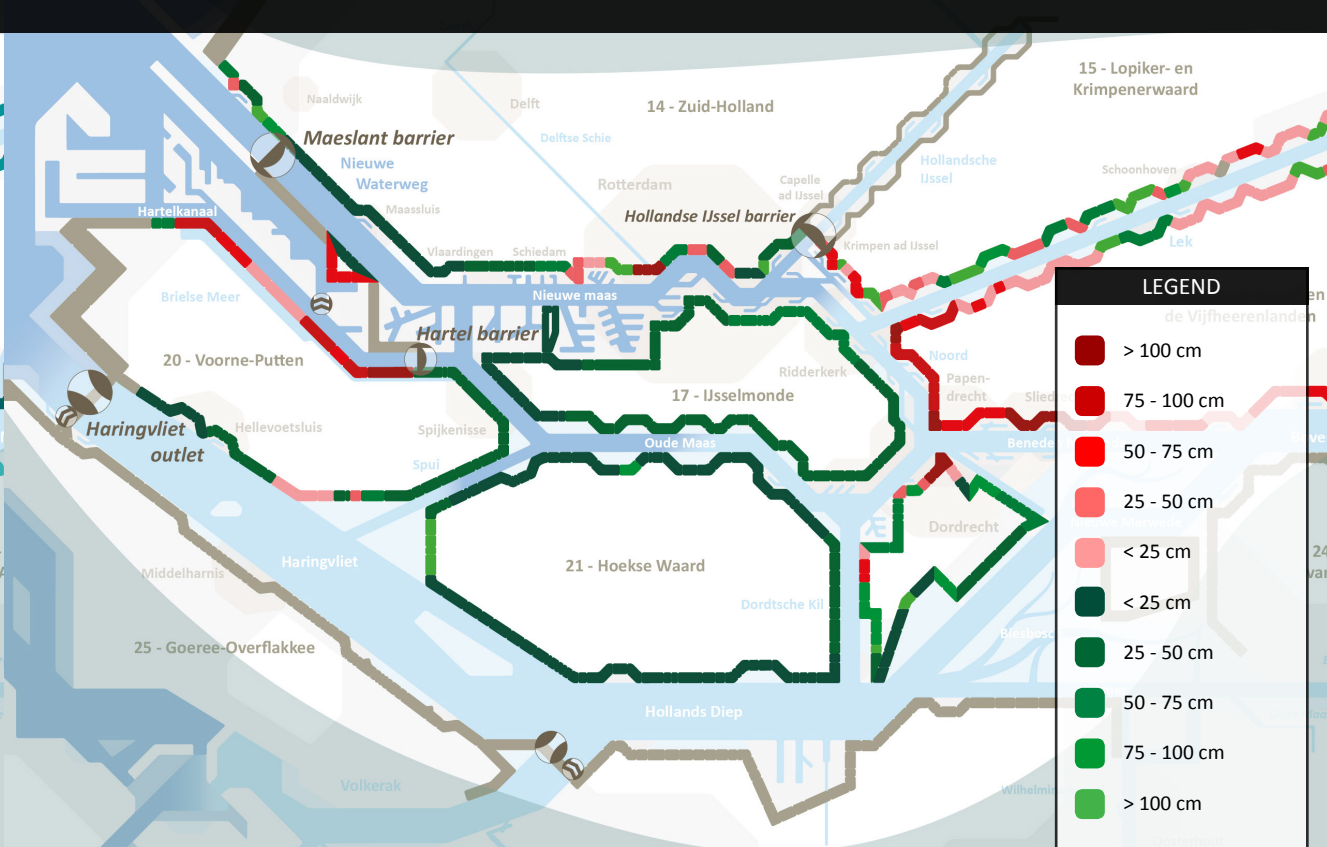 15 - Lopiker- en
Krimpenerwaard
Naaldwijk
Delft
14 - Zuid-Holland
Maeslant barrier
Delftse Schie
Nieuwe
Waterweg
Hollandsche
IJssel
Schoonhoven
Rotterdam
Capelle
ad IJssel
Hartelkanaal
Maassluis
Hollandse IJssel barrier
Vlaardingen
Schiedam
Krimpen ad IJssel
Lek
Brielse Meer
Nieuwe maas
LEGEND
de Vijfheerenlanden
Hartel barrier
20 - Voorne-Putten
Ridderkerk
Noord
Papen-
drecht
> 100 cm
17 - IJsselmonde
75 - 100 cm
Haringvliet
outlet
Hellevoetsluis
Spijkenisse
Oude Maas
50 - 75 cm
Spui
25 - 50 cm
Dordrecht
Haringvliet
21 - Hoekse Waard
< 25 cm
Middelharnis
Dordtsche Kil
< 25 cm
25 - Goeree-Overflakkee
25 - 50 cm
Hollands Diep
50 - 75 cm
75 - 100 cm
Volkerak
> 100 cm